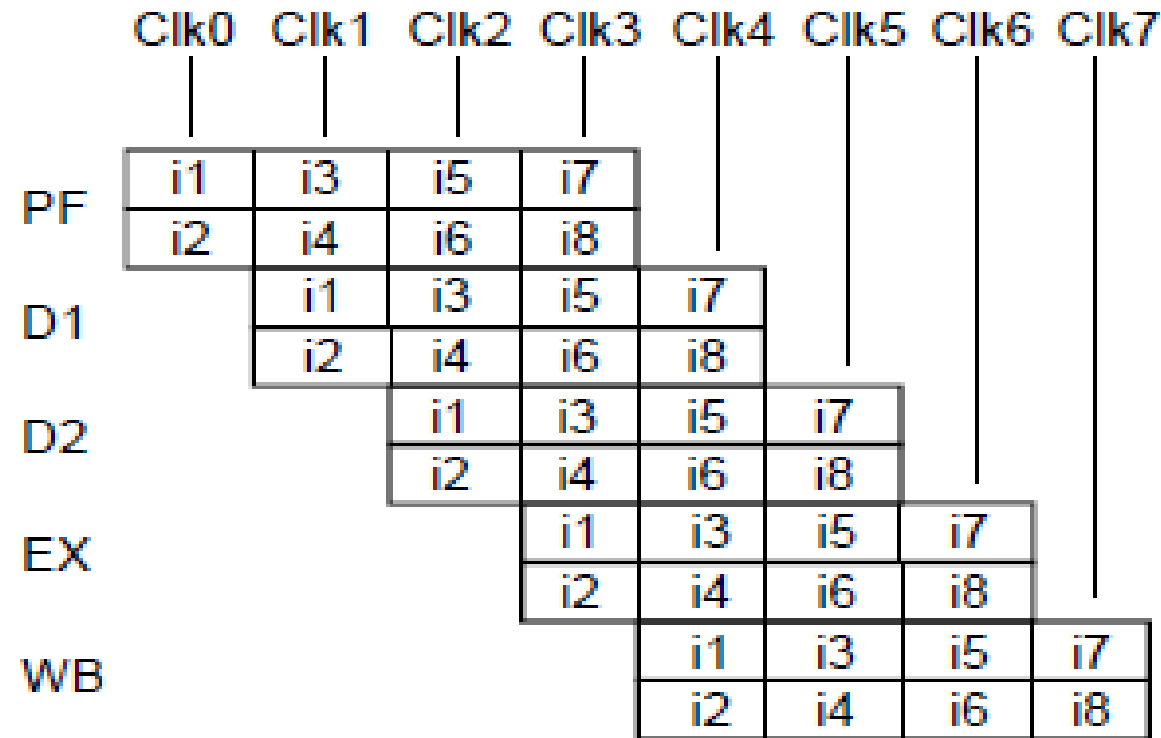 Clk0 Clk1 Clk2 Clk3 Clk4 Clk5 Clk6 Clk7
PF
i1 i3 i5 i7
i2 i4 i6 i8
D1
i1 i3 i5 i7
i2 i4 i6 i8
D2
i1 i3 i5 i7
i2 i4 i6 i8
EX
i1 i3 i5 i7
i2 i4 i6 i8
WB
i1 i3 i5 i7
i2 i4 i6 i8